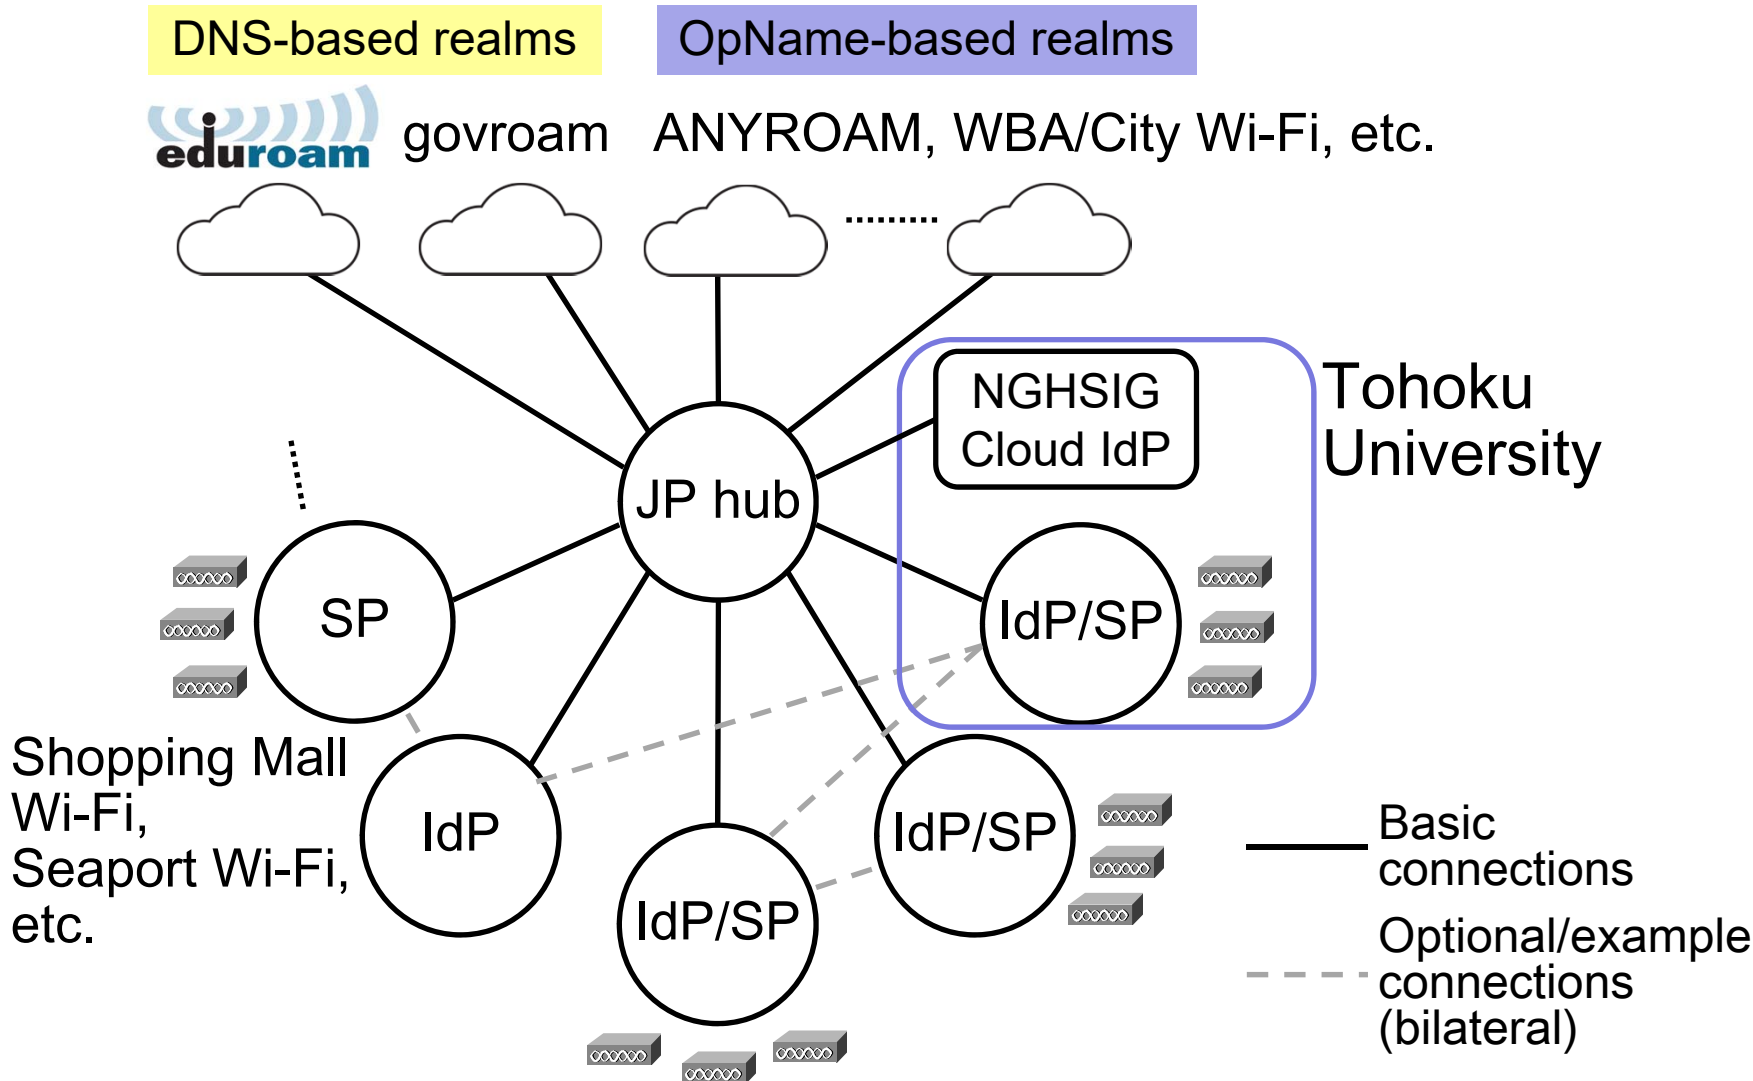 DNS-based realms
OpName-based realms
eduroam
govroam
ANYROAM, WBA/City Wi-Fi, etc.
NGHSIG
Cloud IdP
Tohoku
University
JP hub
SP
IdP/SP
Shopping Mall
Wi-Fi,
Seaport Wi-Fi,
etc.
IdP
IdP/SP
IdP/SP
Basic
connections
Optional/example
connections
(bilateral)